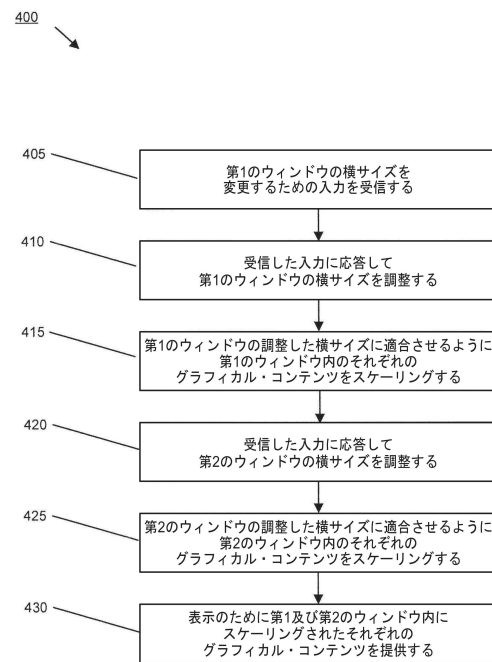 400
405
第1のウィンドウの横サイズを
変更するための入力を受信する
410
受信した入力に応答して
第1のウィンドウの横サイズを調整する
415
第1のウィンドウの調整した横サイズに適合させるように
第1のウィンドウ内のそれぞれの
グラフィカル・コンテンツをスケーリングする
420
受信した入力に応答して
第2のウィンドウの横サイズを調整する
425
第2のウィンドウの調整した横サイズに適合させるように
第2のウィンドウ内のそれぞれの
グラフィカル・コンテンツをスケーリングする
430
表示のために第1及び第2のウィンドウ内に
スケーリングされたそれぞれの
グラフィカル・コンテンツを提供する